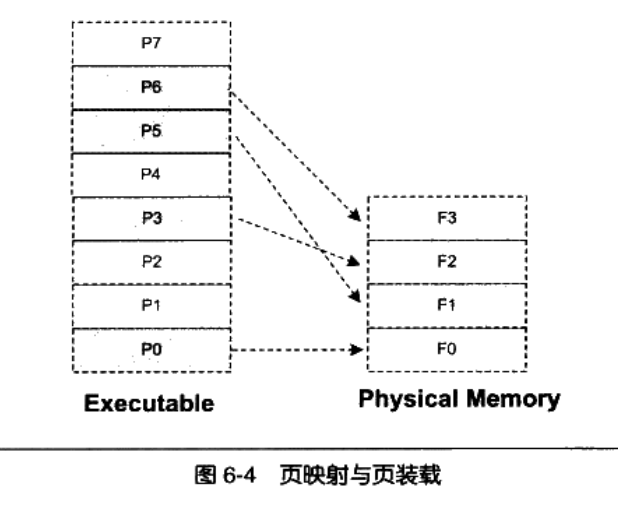 P7
P6
P5
P4
P3
P2
P1
P0
Executable
F3
F2
F1
F0
Physical Memory
图 6-4 页映射与页装载